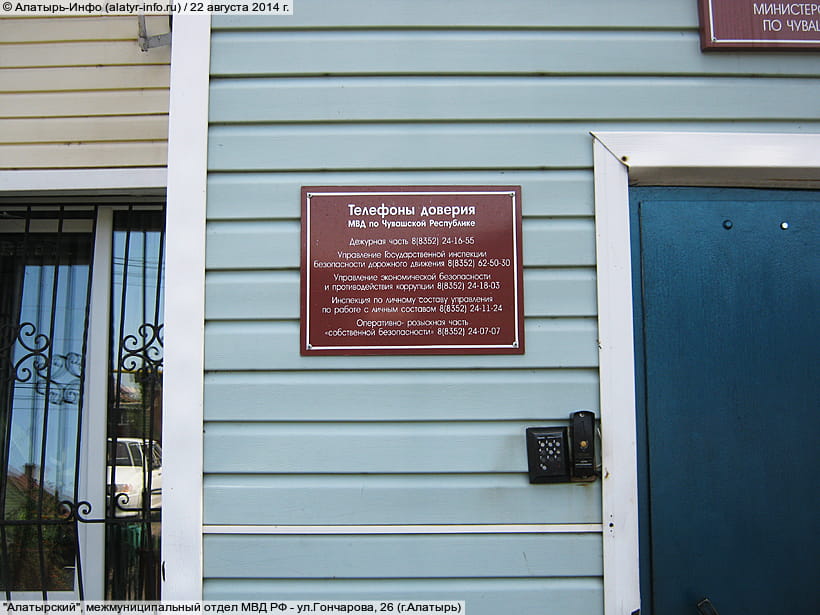 © Алатырь-Инфо (alatyr-info.ru) / 22 августа 2014 г.
МИНИСТЕРС
ПО ЧУВАШ
Телефоны доверия
МВД по Чувашской Республике
Дежурная часть 8(8352) 24-16-55
Управление Государственной инспекции
Безопасности дорожного движения 8(8352) 62-50-30
Управление экономической безопасности
и противодействия коррупции 8(8352) 24-18-03
Инспекция по личному составу управления
по работе с личным составом 8(8352) 24-11-24
Оперативно- розыскная часть
«собственной безопасности» 8(8352) 24-07-07
"Алатырский", межмуниципальный отдел МВД РФ - ул.Гончарова, 26 (г.Алатырь)